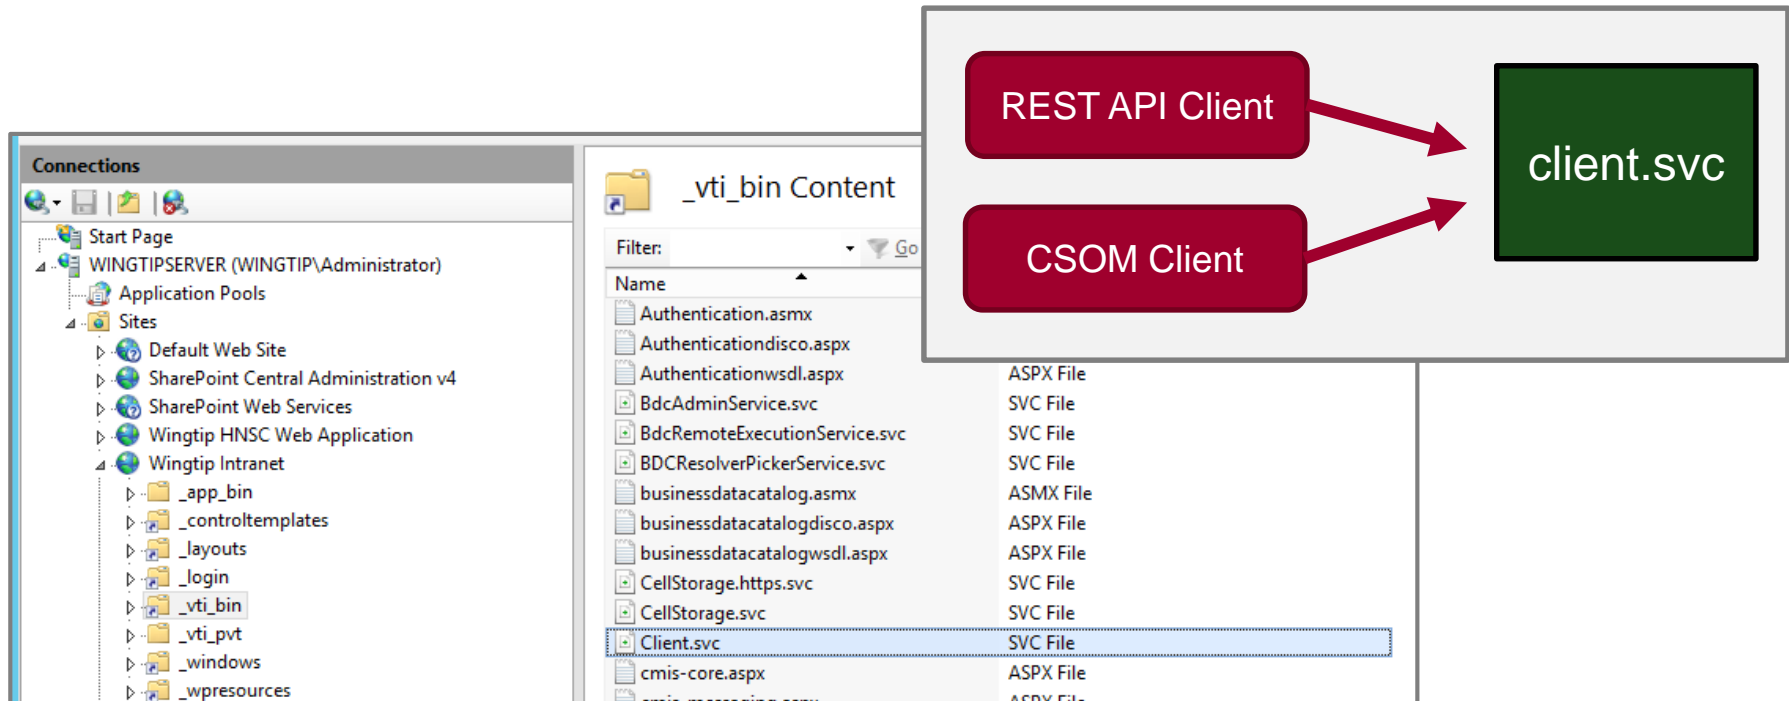 REST API Client
CSOM Client
client.svc
Connections
Start Page
WINGTIPSERVER (WINGTIP\Administrator)
Application Pools
Sites
Default Web Site
SharePoint Central Administration v4
SharePoint Web Services
Wingtip HNSC Web Application
Wingtip Intranet
_app_bin
_controltemplates
_layouts
_login
_vti_bin
_vti_pvt
_windows
_wpresources
_vti_bin Content
Filter: Go
Name
Authentication.asmx
Authenticationdisco.aspx
Authenticationwsdl.aspx ASPX File
BdcAdminService.svc SVC File
BdcRemoteExecutionService.svc SVC File
BDCResolverPickerService.svc SVC File
businessdatacatalog.asmx ASMX File
businessdatacatalogdisco.aspx ASPX File
businessdatacatalogwsdl.aspx ASPX File
CellStorage.https.svc SVC File
CellStorage.svc SVC File
Client.svc SVC File
cmis-core.aspx ASPX File